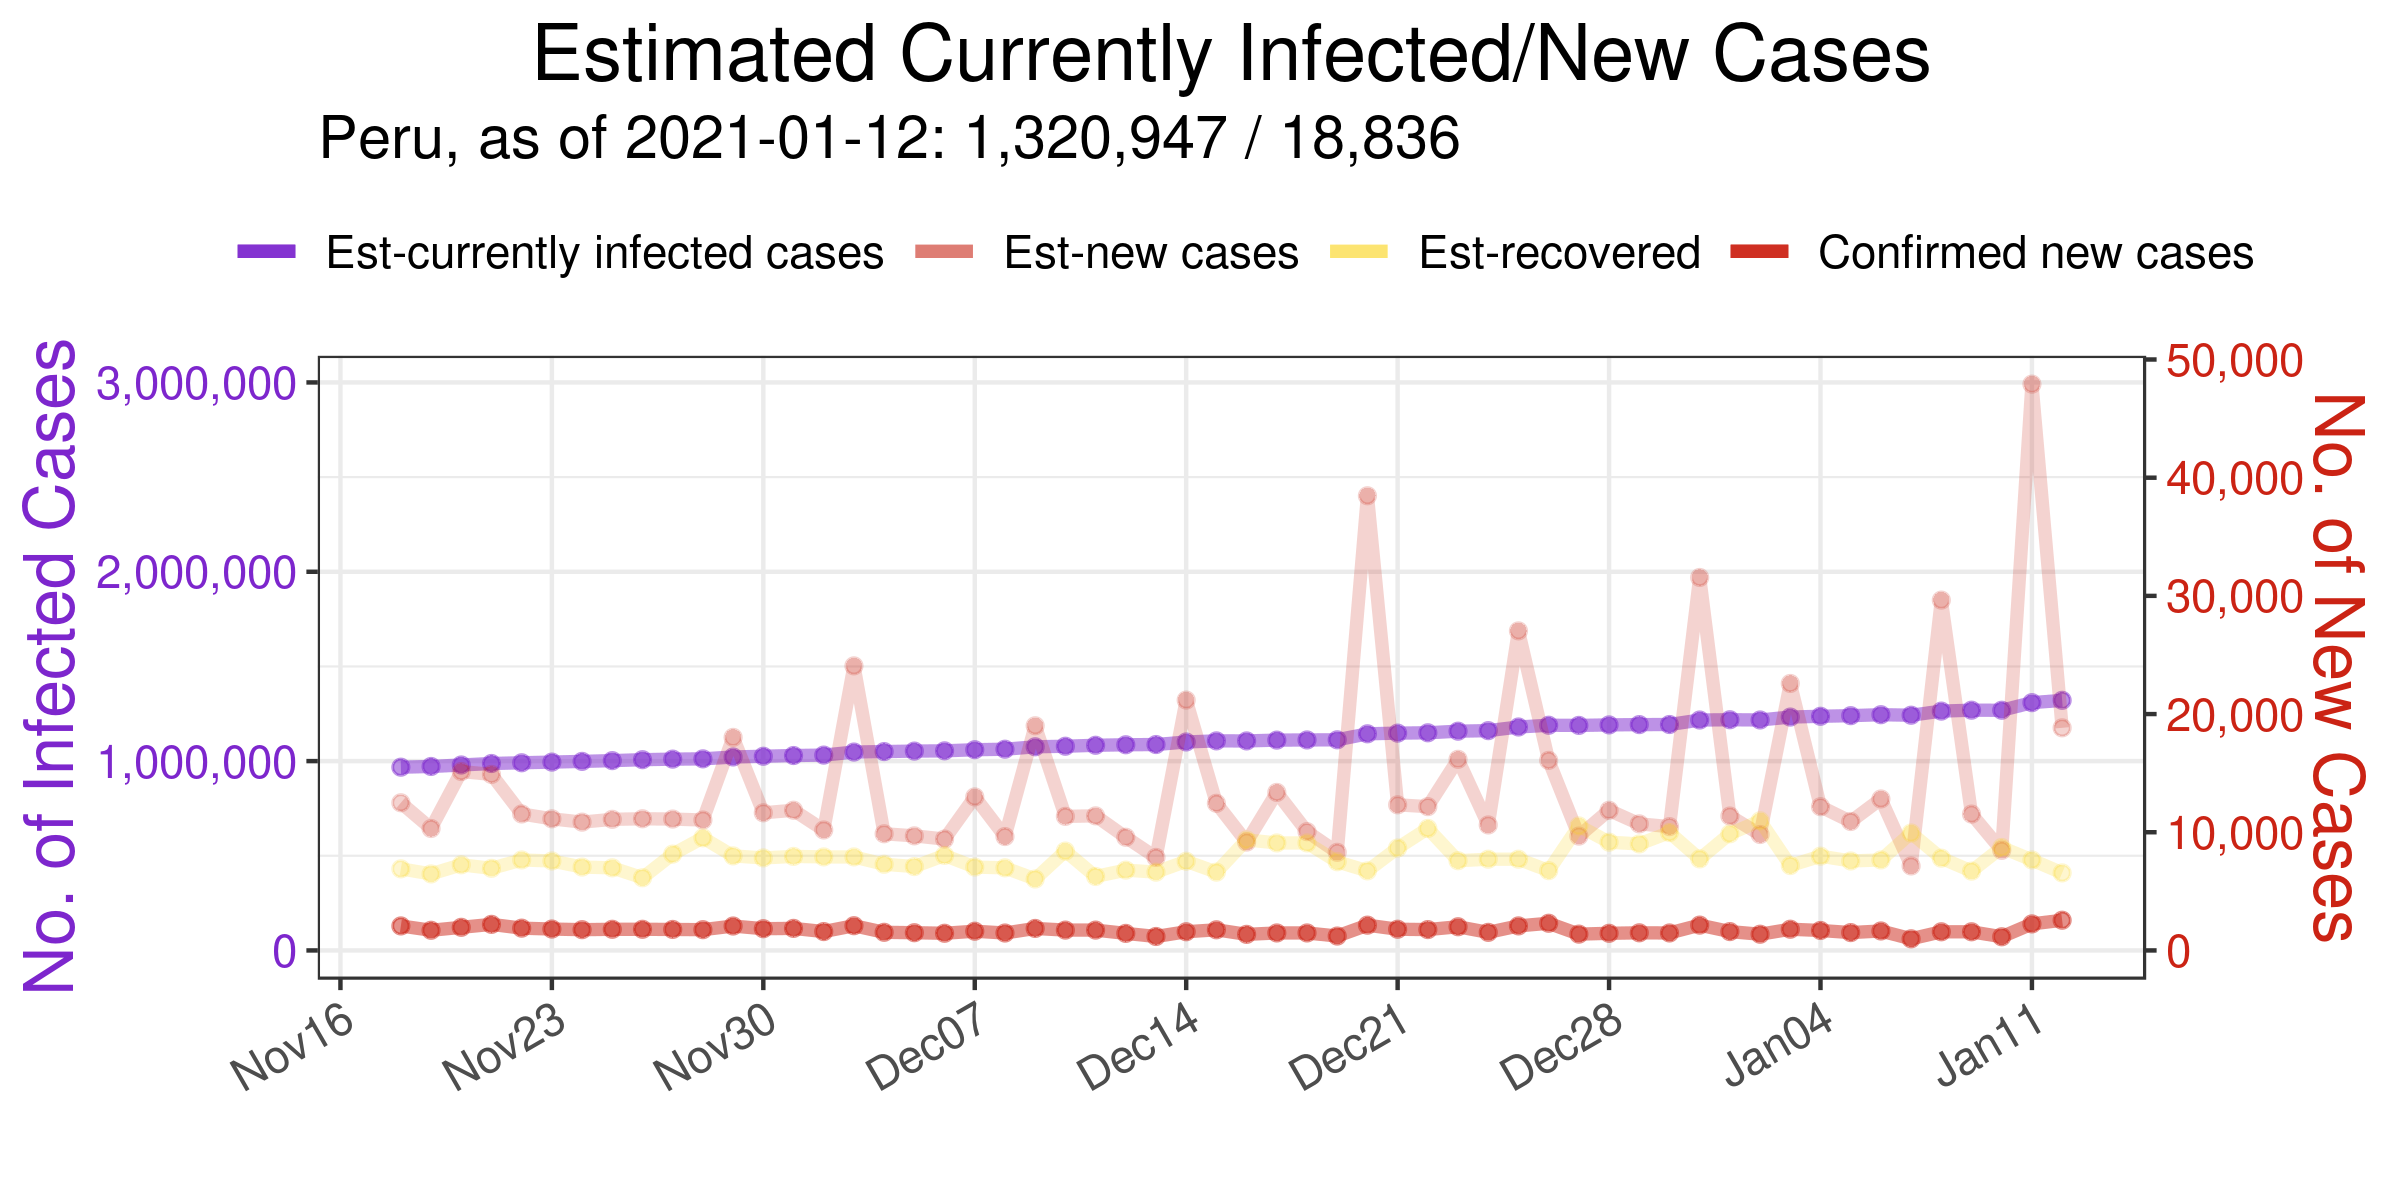 Estimated Currently Infected/New Cases
Peru, as of 2021-01-12: 1,320,947 / 18,836
Est-currently infected cases Est-new cases Est-recovered Confirmed new cases
No. of Infected Cases
3,000,000
2,000,000
1,000,000
0
50,000
40,000
30,000
20,000
10,000
0
No. of New Cases
Nov16 Nov23 Nov30 Dec07 Dec14 Dec21 Dec28 Jan04 Jan11